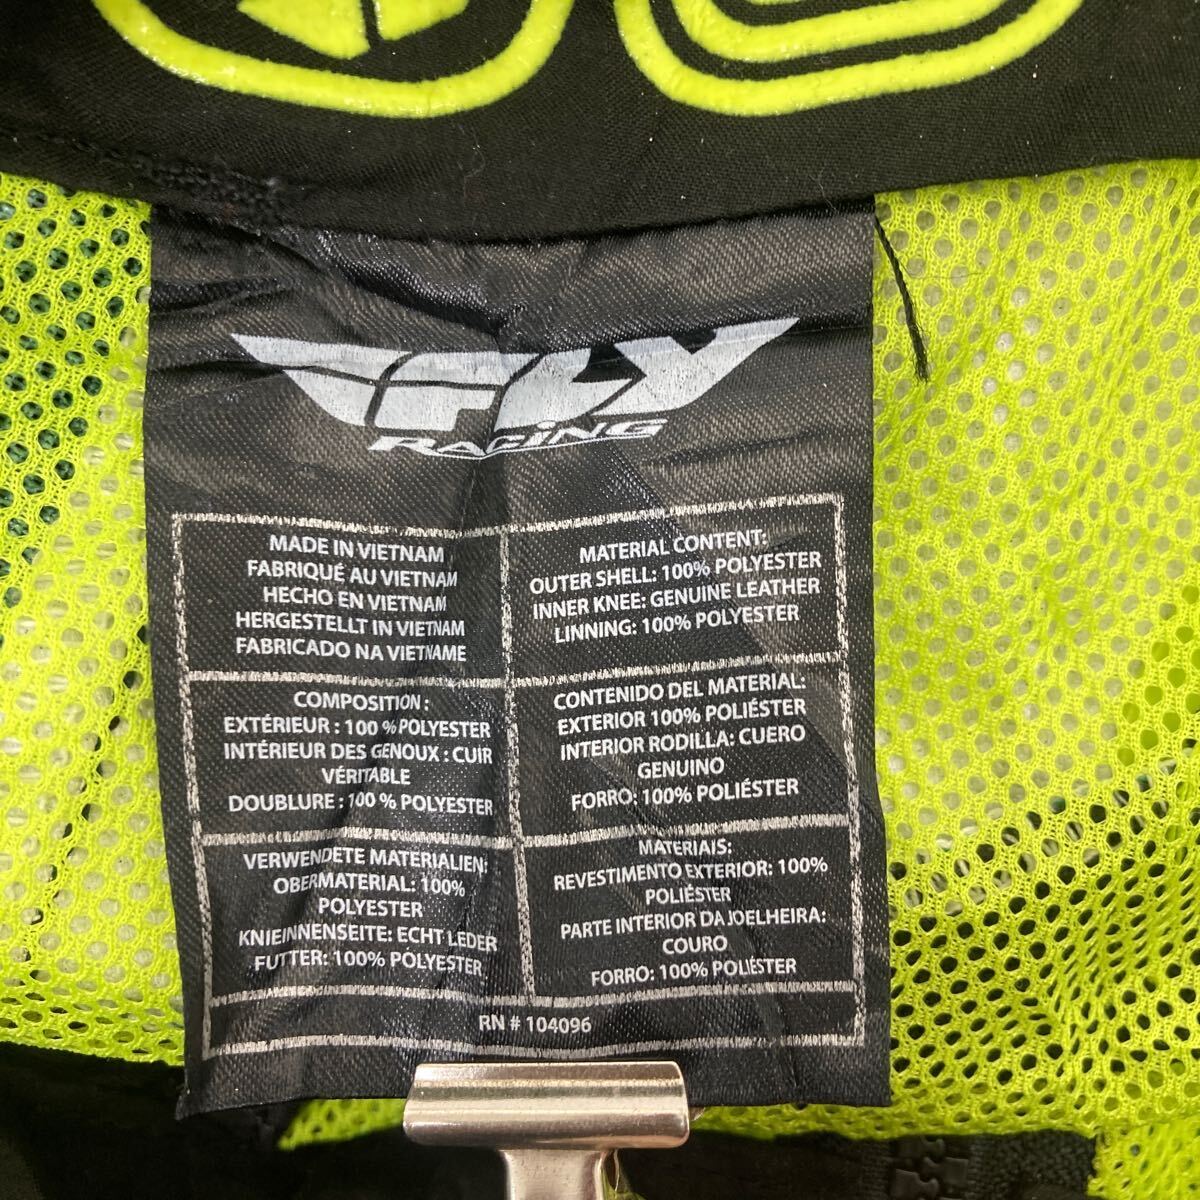 FLY
RACING
MADE IN VIETNAM
FABRIQUÉ AU VIETNAM
HECHO EN VIETNAM
HERGESTELLT IN VIETNAM
FABRICADO NA VIETNAME
MATERIAL CONTENT:
OUTER SHELL: 100% POLYESTER
INNER KNEE: GENUINE LEATHER
LINNING: 100% POLYESTER
COMPOSITION :
EXTÉRIEUR : 100 % POLYESTER
INTÉRIEUR DES GENOUX : CUIR
VÉRITABLE
DOUBLURE : 100 % POLYESTER
CONTENIDO DEL MATERIAL:
EXTERIOR 100% POLIÉSTER
INTERIOR RODILLA: CUERO
GENUINO
FORRO: 100% POLIÉSTER
VERWENDETE MATERIALIEN:
OBERMATERIAL: 100%
POLYESTER
KNIEINNENSEITE: ECHT LEDER
FUTTER: 100% POLYESTER
MATERIAIS:
REVESTIMENTO EXTERIOR: 100%
POLIÉSTER
PARTE INTERIOR DA JOELHEIRA:
COURO
FORRO: 100% POLIÉSTER
RN # 104096